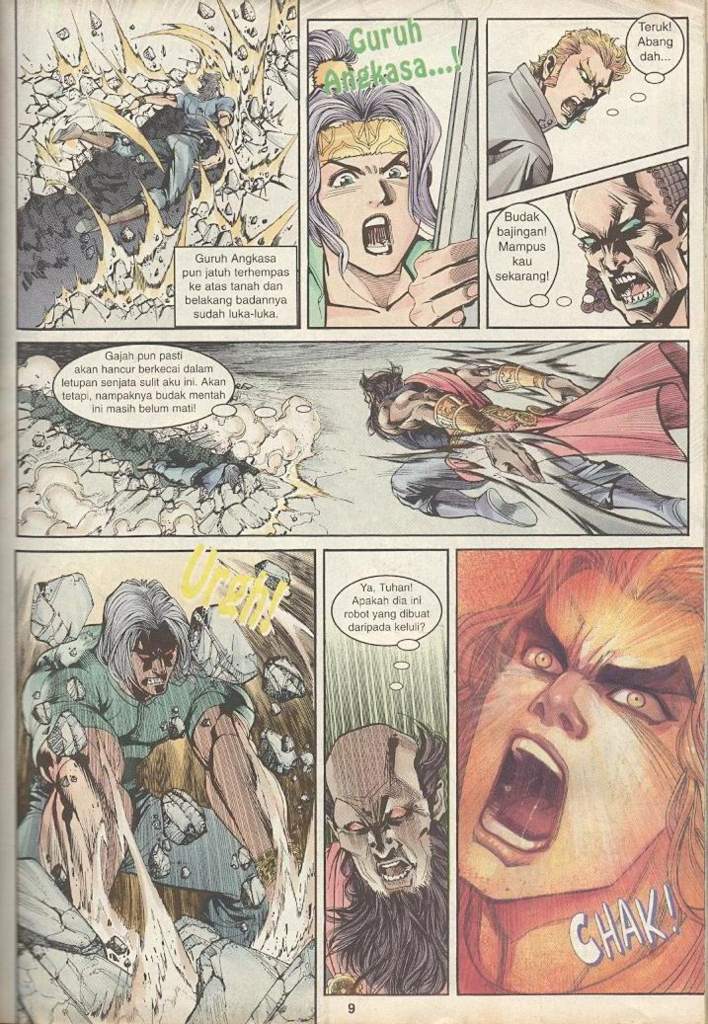 Guruh Angkasa
pun jatuh terhempas
ke atas tanah dan
belakang badannya
sudah luka-luka.
Guruh
Angkasa...!
Teruk!
Abang
dah...
Budak
bajingan!
Mampus
kau
sekarang!
Gajah pun pasti
akan hancur berkecai dalam
letupan senjata sulit aku ini. Akan
tetapi, nampaknya budak mentah
ini masih belum mati!
Urgh!
Ya, Tuhan!
Apakah dia ini
robot yang dibuat
daripada keluli?
CHAK!
9